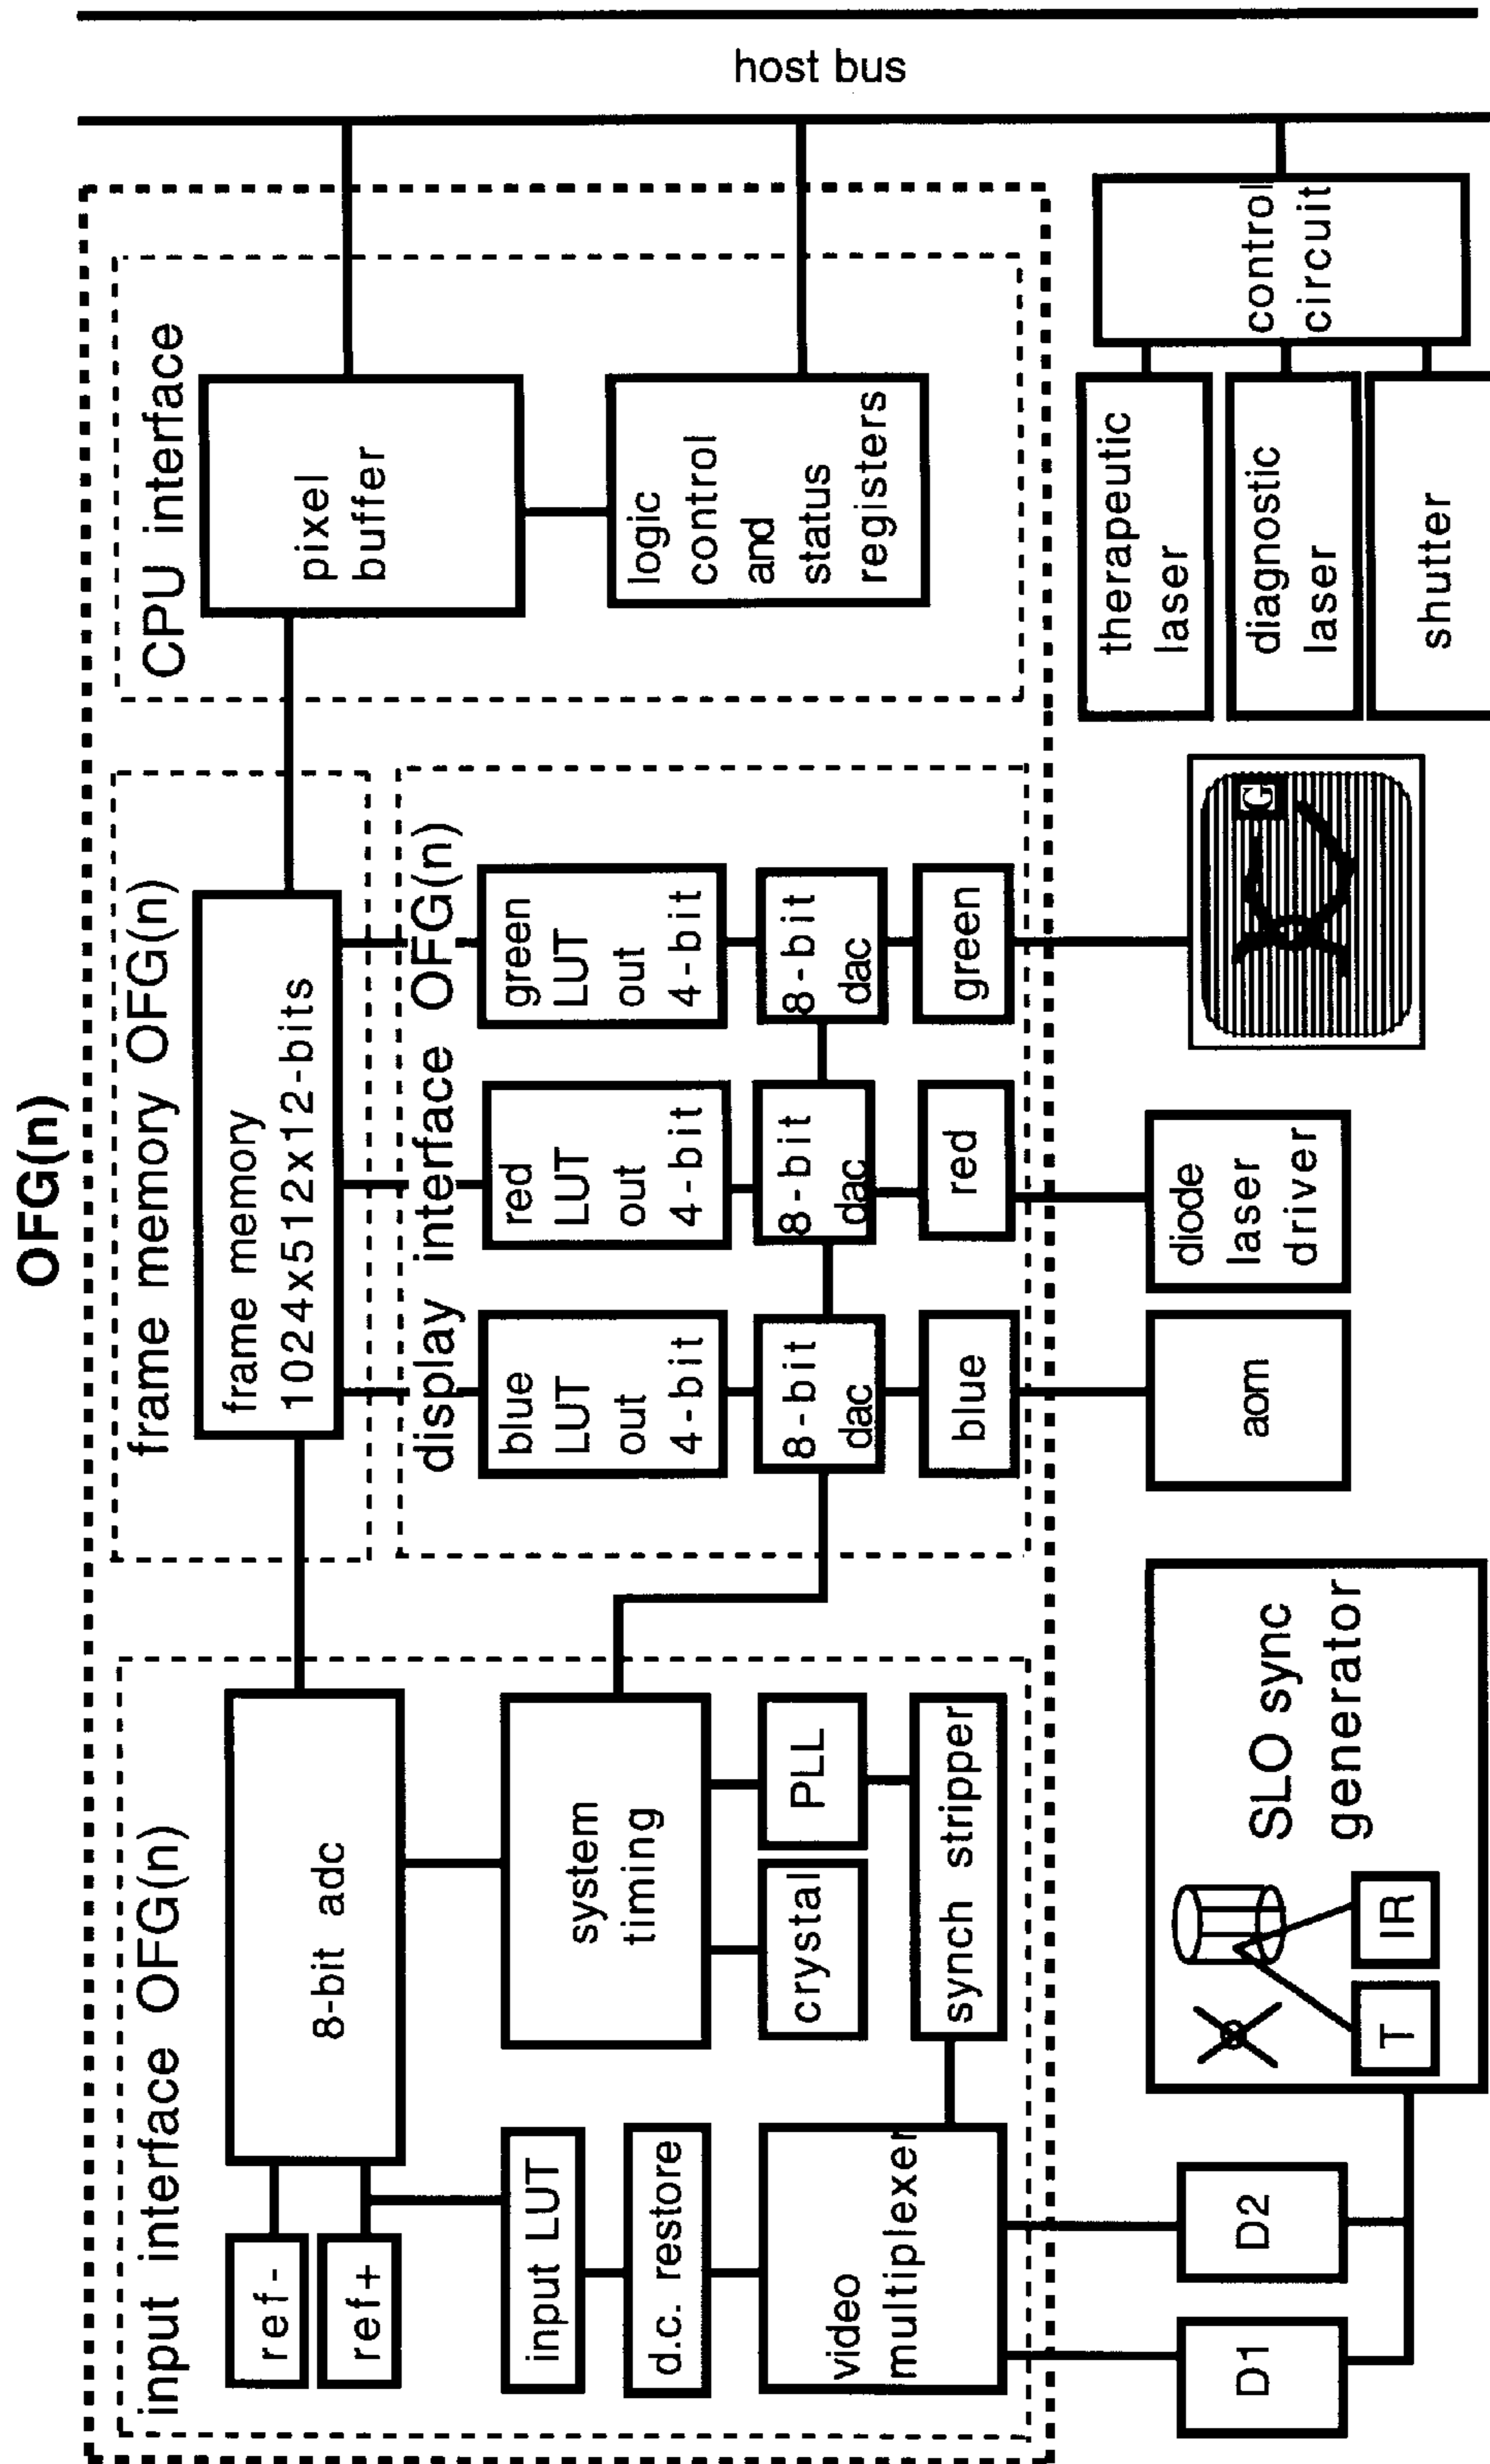 OFG(n)
input interface OFG(n)
ref-
ref+
8-bit adc
input LUT
d.c. restore
video
multiplexer
system
timing
crystal
PLL
synch stripper
frame memory OFG(n)
frame memory
1024x512x12-bits
display interface OFG(n)
blue
LUT
out
4-bit
red
LUT
out
4-bit
green
LUT
out
4-bit
8-bit
dac
8-bit
dac
8-bit
dac
blue
red
green
CPU interface
pixel
buffer
logic
control
and
status
registers
host bus
D1
D2
SLO sync
generator
T
IR
aom
diode
laser
driver
G
therapeutic
laser
diagnostic
laser
shutter
control
circuit